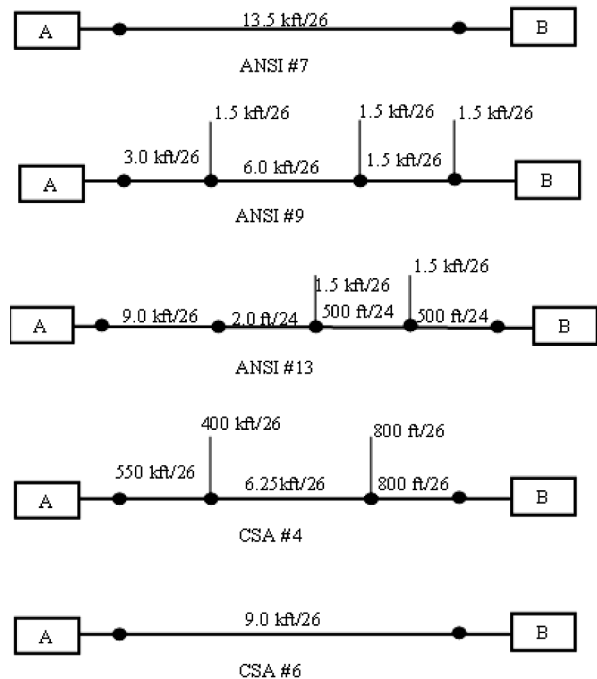 A 13.5 kft/26 B
ANSI #7
1.5 kft/26 1.5 kft/26 1.5 kft/26
A 3.0 kft/26 6.0 kft/26 1.5 kft/26 B
ANSI #9
1.5 kft/26 1.5 kft/26
A 9.0 kft/26 2.0 ft/24 500 ft/24 500 ft/24 B
ANSI #13
400 kft/26 800 ft/26
A 550 kft/26 6.25kft/26 800 ft/26 B
CSA #4
A 9.0 kft/26 B
CSA #6